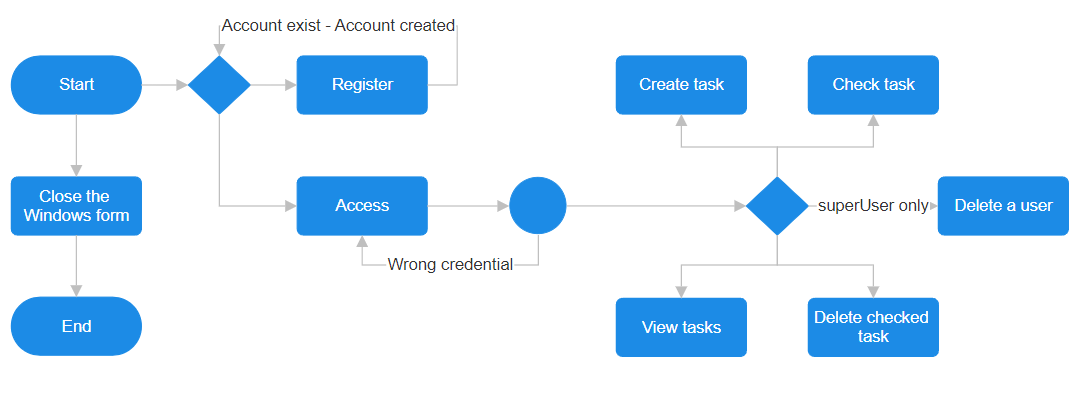 Account exist - Account created
Start
Register
Create task
Check task
Close the
Windows form
Access
superUser only
Delete a user
Wrong credential
End
View tasks
Delete checked
task